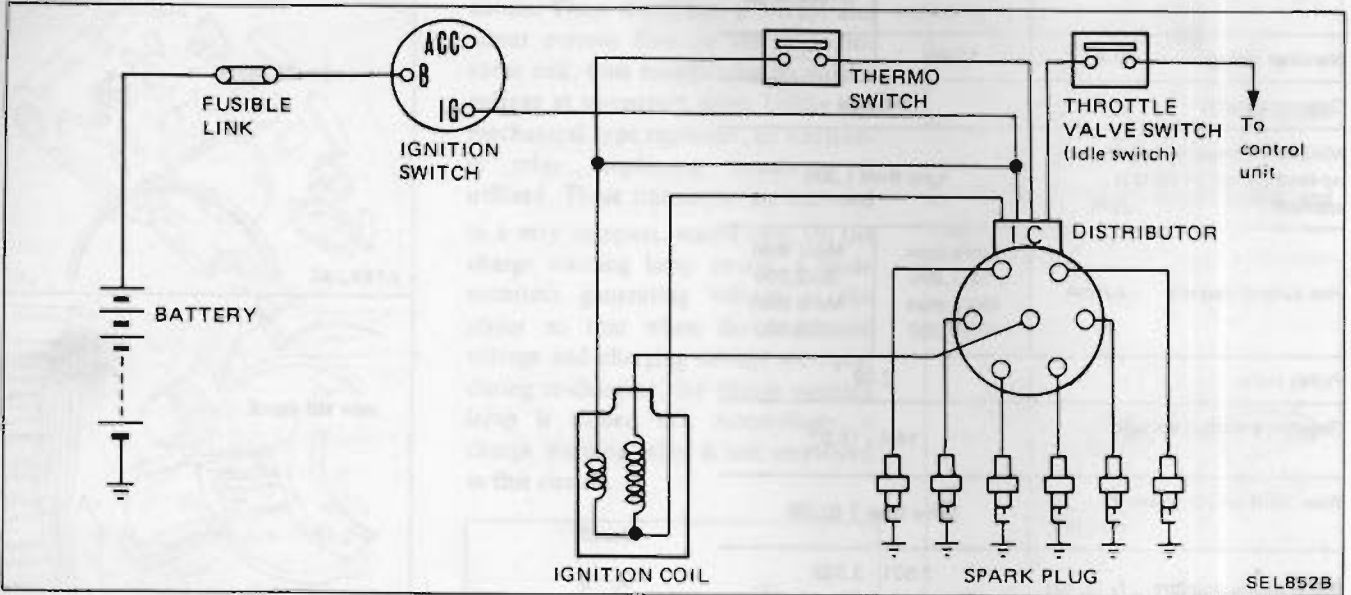 ACC
B
IG
FUSIBLE
LINK
IGNITION
SWITCH
THERMO
SWITCH
THROTTLE
VALVE SWITCH
(Idle switch)
To
control
unit
BATTERY
IC
DISTRIBUTOR
IGNITION COIL
SPARK PLUG
SEL852B